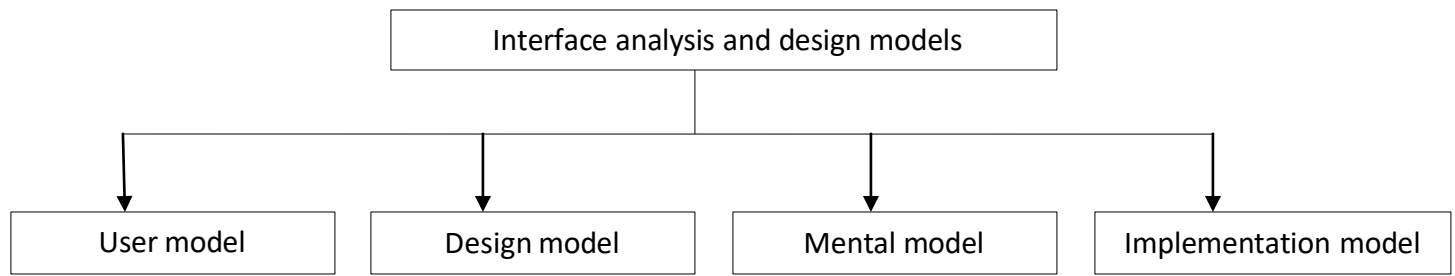 Interface analysis and design models
User model
Design model
Mental model
Implementation model